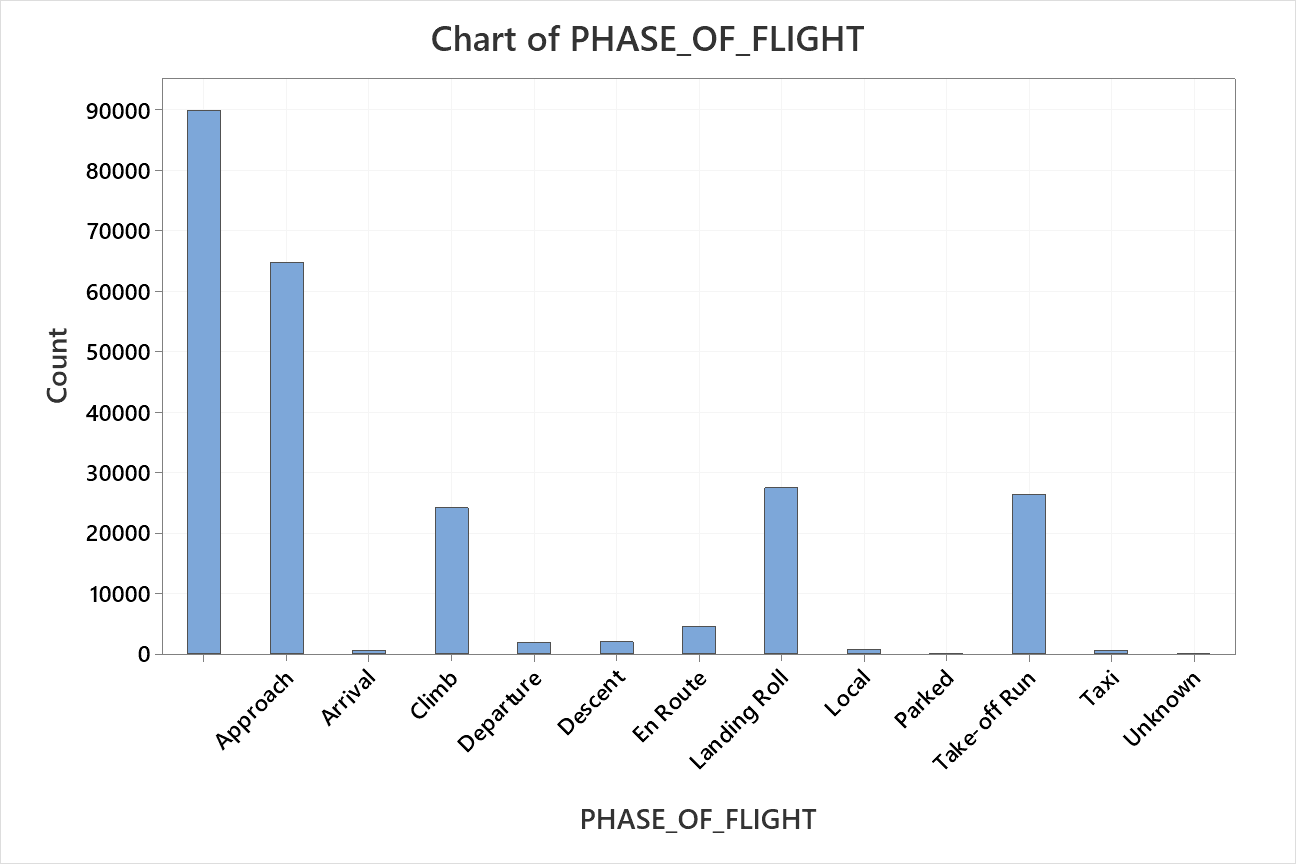 Chart of PHASE_OF_FLIGHT
90000
80000
70000
60000
50000
40000
30000
20000
10000
0
Count
Approach
Arrival
Climb
Departure
Descent
En Route
Landing Roll
Local
Parked
Take-off Run
Taxi
Unknown
PHASE_OF_FLIGHT